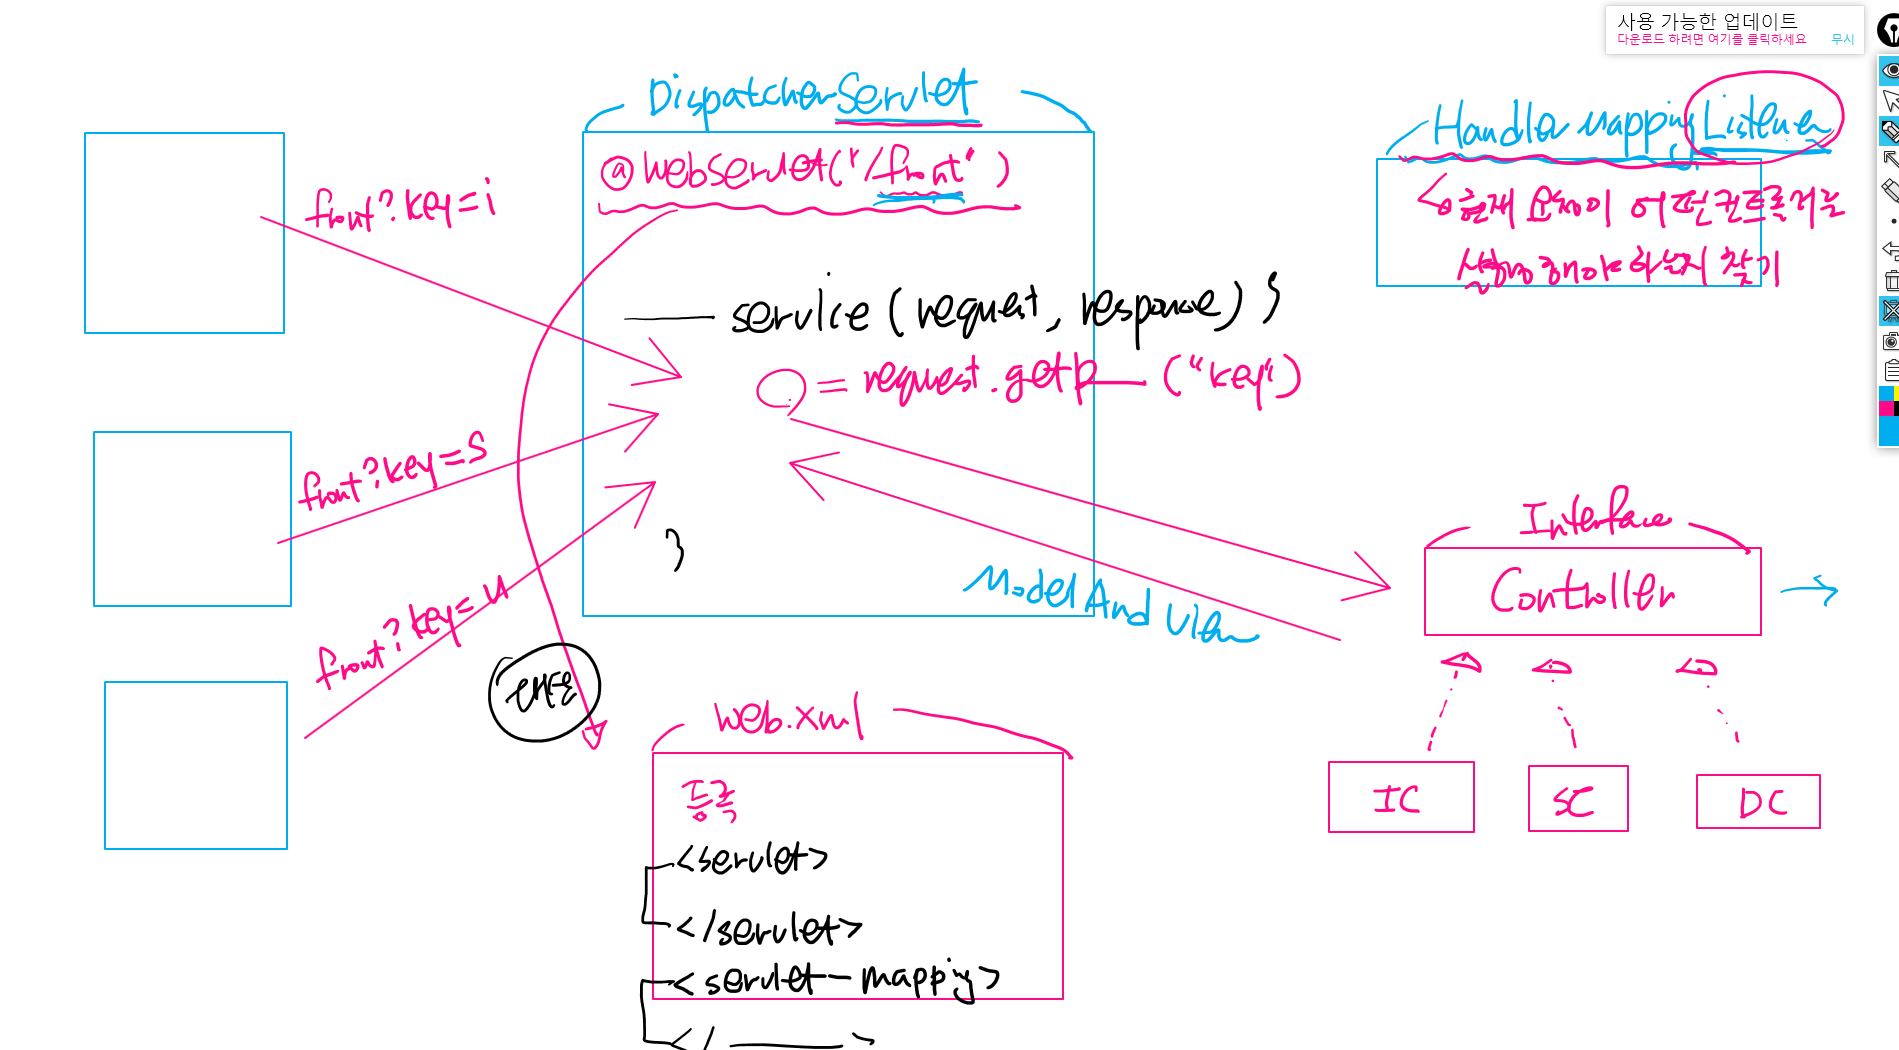 사용 가능한 업데이트
다운로드 하려면 여기를 클릭하세요 무시
DispatcherServlet
@WebServlet("/front")
front?key=i
service (request, response) {
= request.getP ("key")
front?key=s
}
front?key=u
ModelAndView
HandlerMappingListener
현재 요청이 어떤컨트롤러를
실행해야 하는지 찾기
Interface
Controller
IC
SC
DC
web.xml
등록
<servlet>
</servlet>
<servlet-mapping>
</ >